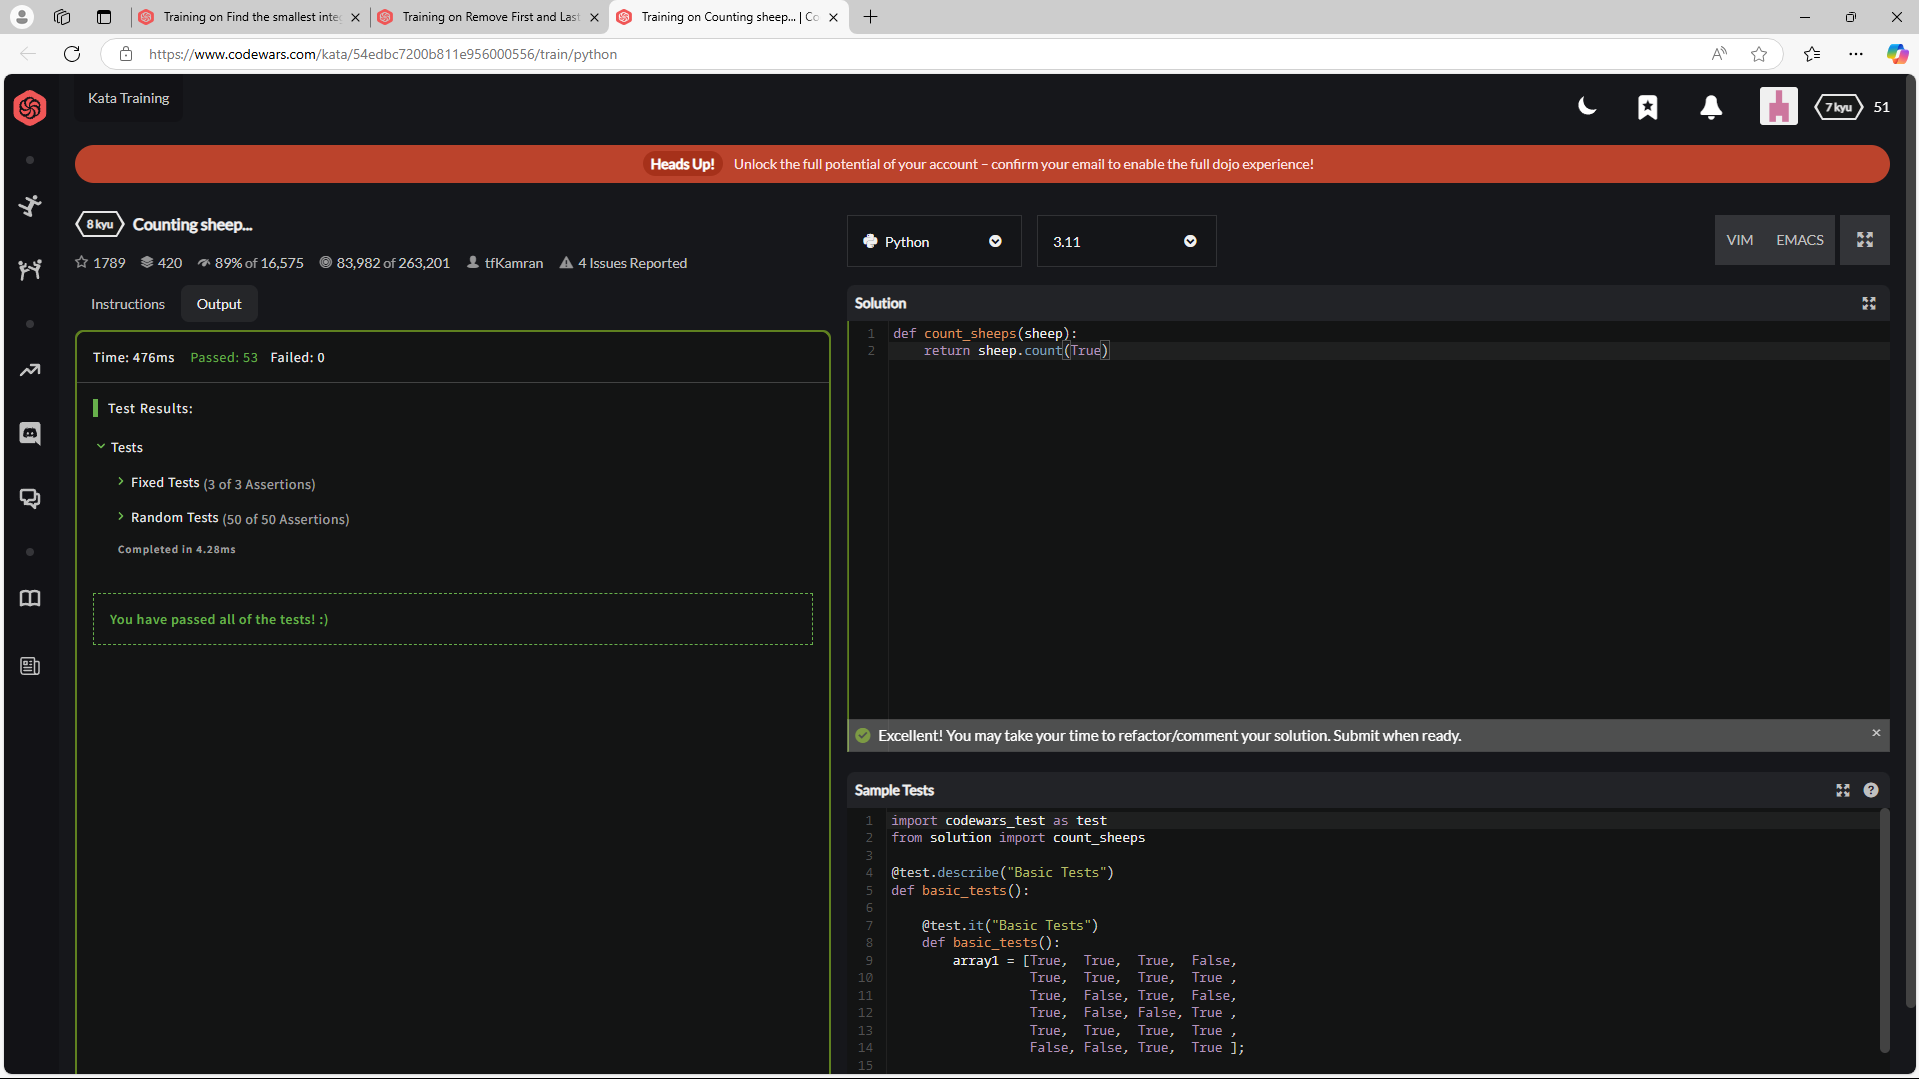 Training on Find the smallest inte
Training on Remove First and Last
Training on Counting sheep... | Co
https://www.codewars.com/kata/54edbc7200b811e956000556/train/python
Kata Training
7 kyu
51
Heads Up! Unlock the full potential of your account – confirm your email to enable the full dojo experience!
8 kyu Counting sheep...
1789 420 89% of 16,575 83,982 of 263,201 tfKamran 4 Issues Reported
Python
3.11
VIM EMACS
Instructions Output
Time: 476ms Passed: 53 Failed: 0
Test Results:
Tests
Fixed Tests (3 of 3 Assertions)
Random Tests (50 of 50 Assertions)
Completed in 4.28ms
You have passed all of the tests! :)
Solution
1 def count_sheeps(sheep):
2     return sheep.count(True)
Excellent! You may take your time to refactor/comment your solution. Submit when ready.
Sample Tests
1 import codewars_test as test
2 from solution import count_sheeps
3
4 @test.describe("Basic Tests")
5 def basic_tests():
6
7     @test.it("Basic Tests")
8     def basic_tests():
9         array1 = [True,  True,  True,  False,
10                   True,  True,  True,  True ,
11                   True,  False, True,  False,
12                   True,  False, False, True ,
13                   True,  True,  True,  True ,
14                   False, False, True,  True ];
15